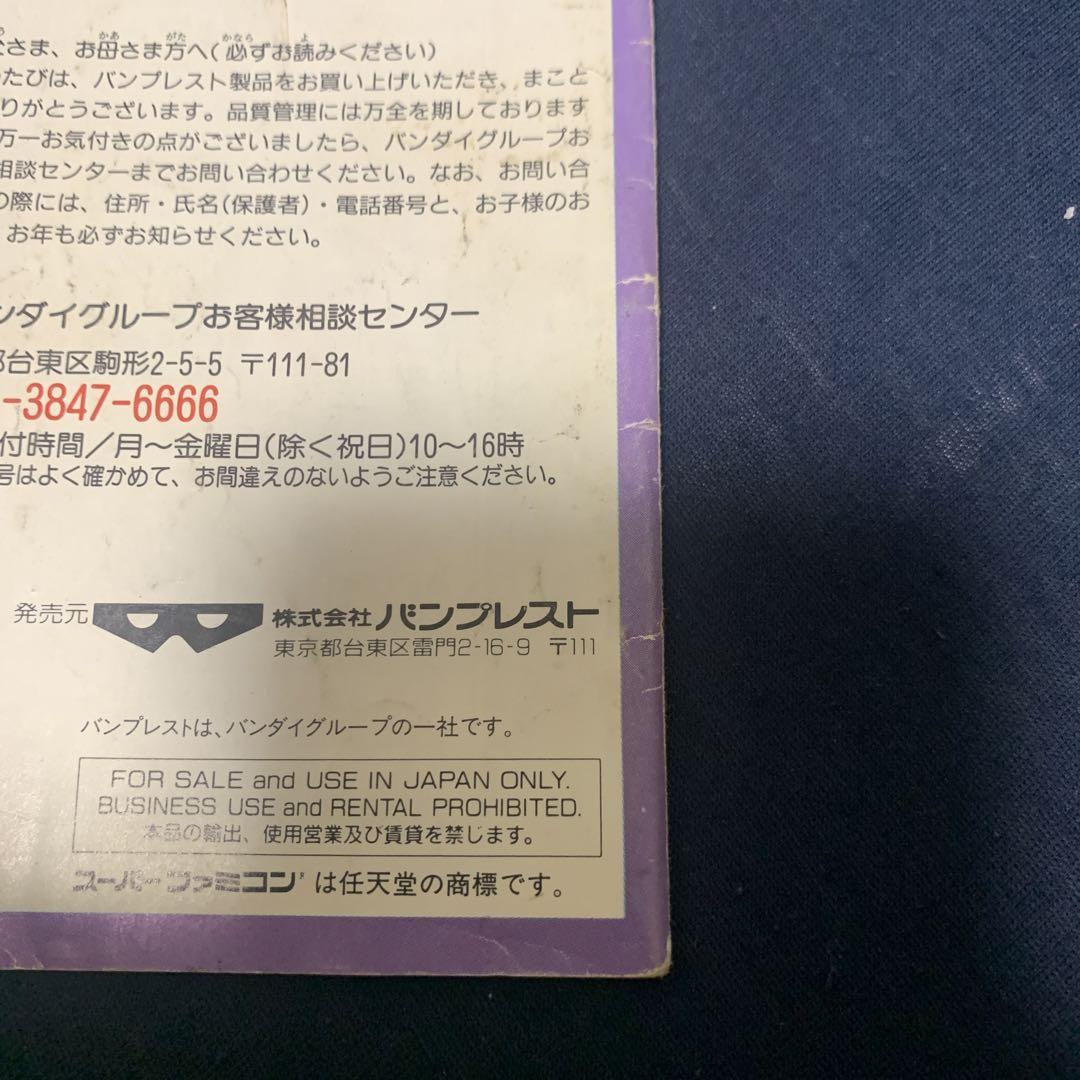 さま、お母さま方へ(必ずお読みください)
たびは、バンプレスト製品をお買い上げいただき、まこと
りがとうございます。品質管理には万全を期しております
万一お気付きの点がございましたら、バンダイグループお
相談センターまでお問い合わせください。なお、お問い合
の際には、住所・氏名(保護者)・電話番号と、お子様のお
お年も必ずお知らせください。
ンダイグループお客様相談センター
都台東区駒形2-5-5 〒111-81
-3847-6666
付時間/月〜金曜日(除く祝日)10〜16時
号はよく確かめて、お間違えのないようご注意ください。
発売元 株式会社 バンプレスト
東京都台東区雷門2-16-9 〒111
バンプレストは、バンダイグループの一社です。
FOR SALE and USE IN JAPAN ONLY.
BUSINESS USE and RENTAL PROHIBITED.
本品の輸出、使用営業及び賃貸を禁じます。
スーパーファミコン は任天堂の商標です。